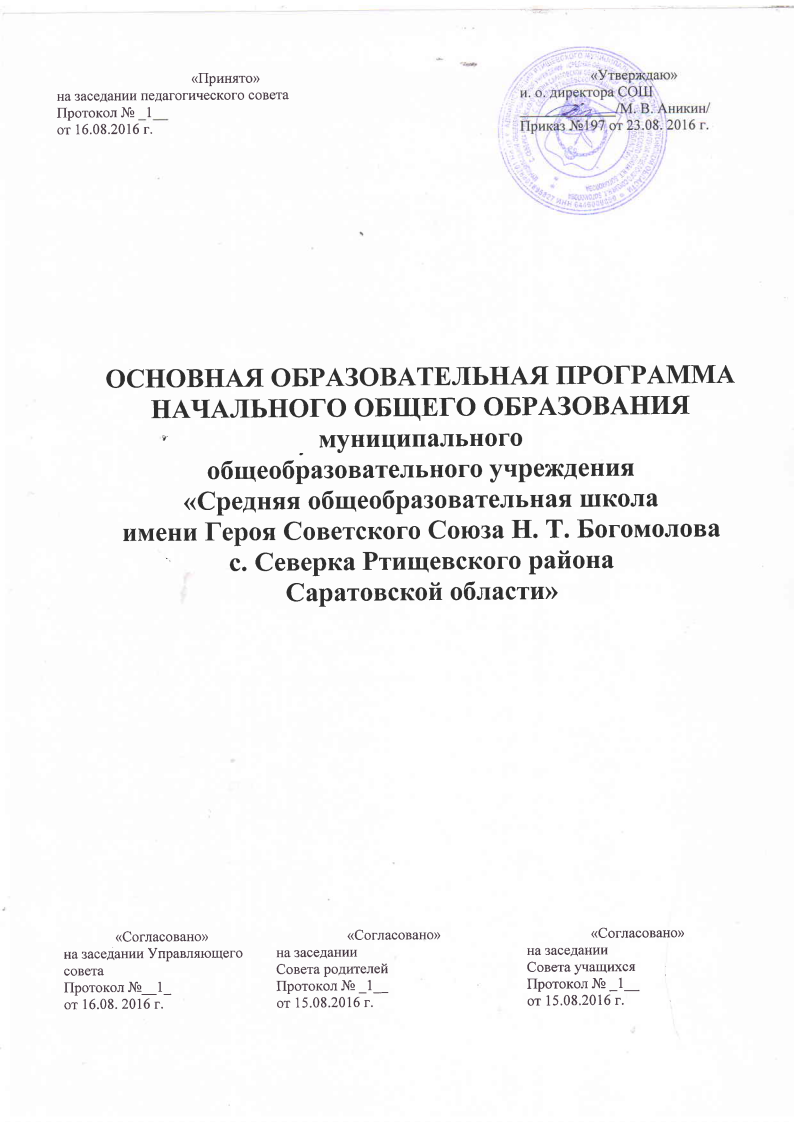 «Принято»
на заседании педагогического совета
Протокол № _1__
от 16.08.2016 г.
«Утверждаю»
и. о. директора СОШ
_____________/М. В. Аникин/
Приказ №197 от 23.08. 2016 г.
ОСНОВНАЯ ОБРАЗОВАТЕЛЬНАЯ ПРОГРАММА
НАЧАЛЬНОГО ОБЩЕГО ОБРАЗОВАНИЯ
муниципального
общеобразовательного учреждения
«Средняя общеобразовательная школа
имени Героя Советского Союза Н. Т. Богомолова
с. Северка Ртищевского района
Саратовской области»
«Согласовано»
на заседании Управляющего
совета
Протокол №__1_
от 16.08. 2016 г.
«Согласовано»
на заседании
Совета родителей
Протокол № _1__
от 15.08.2016 г.
«Согласовано»
на заседании
Совета учащихся
Протокол № _1__
от 15.08.2016 г.